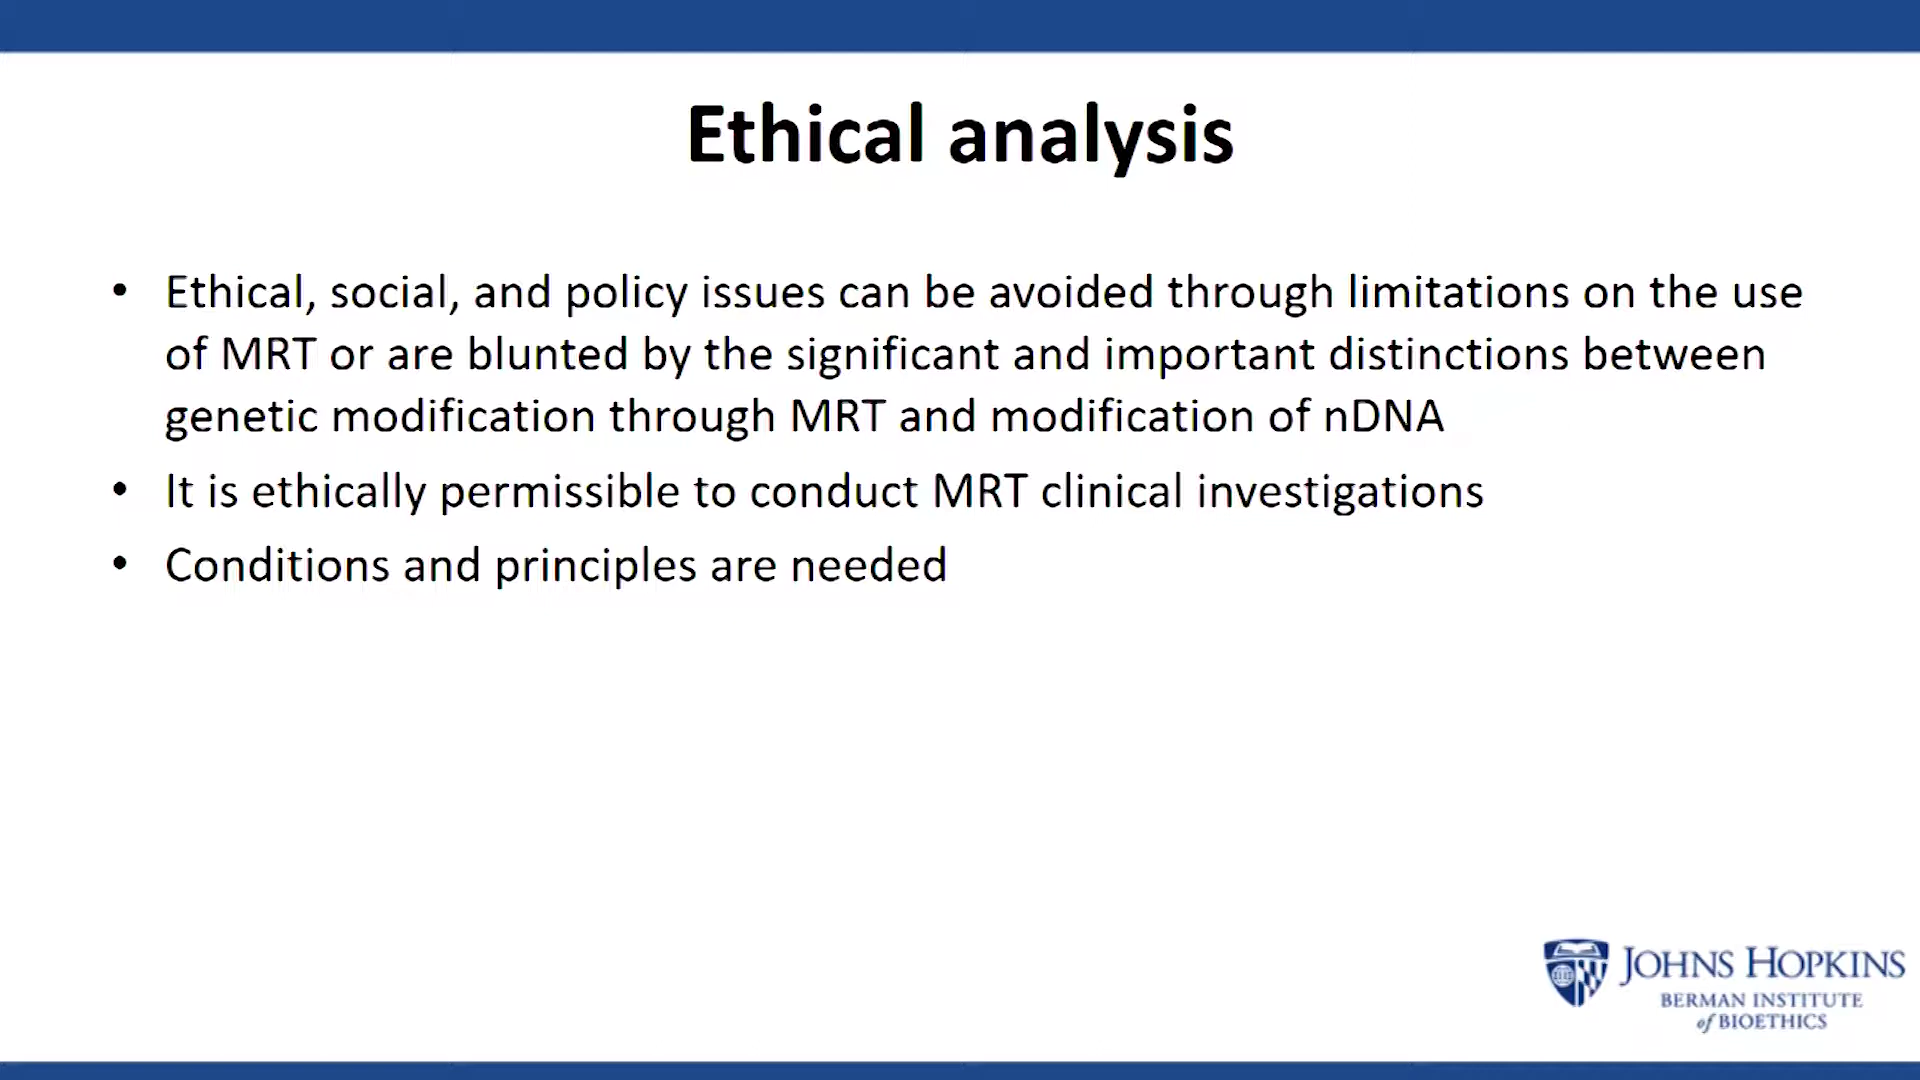 Ethical analysis
• Ethical, social, and policy issues can be avoided through limitations on the use
of MRT or are blunted by the significant and important distinctions between
genetic modification through MRT and modification of nDNA
• It is ethically permissible to conduct MRT clinical investigations
• Conditions and principles are needed
JOHNS HOPKINS
BERMAN INSTITUTE
of BIOETHICS